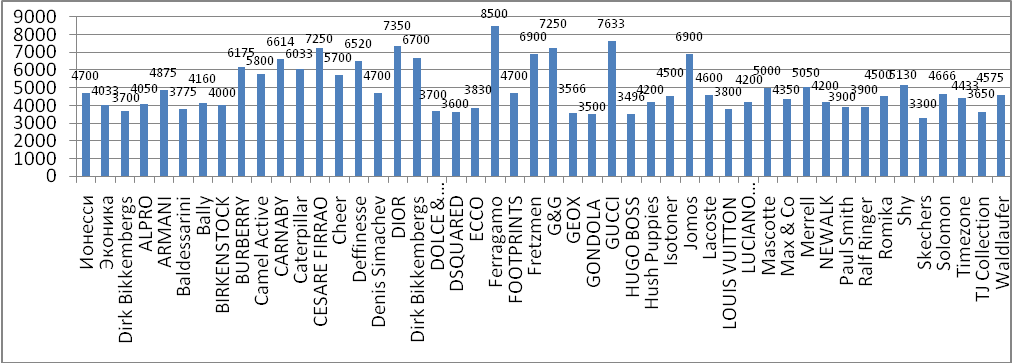 9000
8000
7000
6000
5000
4000
3000
2000
1000
0
4700
4033
3700
4050
4875
3775
4160
4000
6175
5800
6614
6033
7250
5700
6520
4700
7350
6700
3700
3600
3830
8500
4700
6900
7250
3566
3500
7633
3496
4200
4500
6900
4600
3800
4200
5000
4350
5050
4200
3900
3900
4500
5130
3300
4666
4433
3650
4575
Ионесси
Эконика
Dirk Bikkembergs
ALPRO
ARMANI
Baldessarini
Bally
BIRKENSTOCK
BURBERRY
Camel Active
CARNABY
Caterpillar
CESARE FIRRAO
Cheer
Deffinesse
Denis Simachev
DIOR
Dirk Bikkembergs
DOLCE &...
DSQUARED
ECCO
Ferragamo
FOOTPRINTS
Fretzmen
G&G
GEOX
GONDOLA
GUCCI
HUGO BOSS
Hush Puppies
Isotoner
Jomos
Lacoste
LOUIS VUITTON
LUCIANO...
Mascotte
Max & Co
Merrell
NEWALK
Paul Smith
Ralf Ringer
Romika
Shy
Skechers
Solomon
Timezone
TJ Collection
Waldlaufer